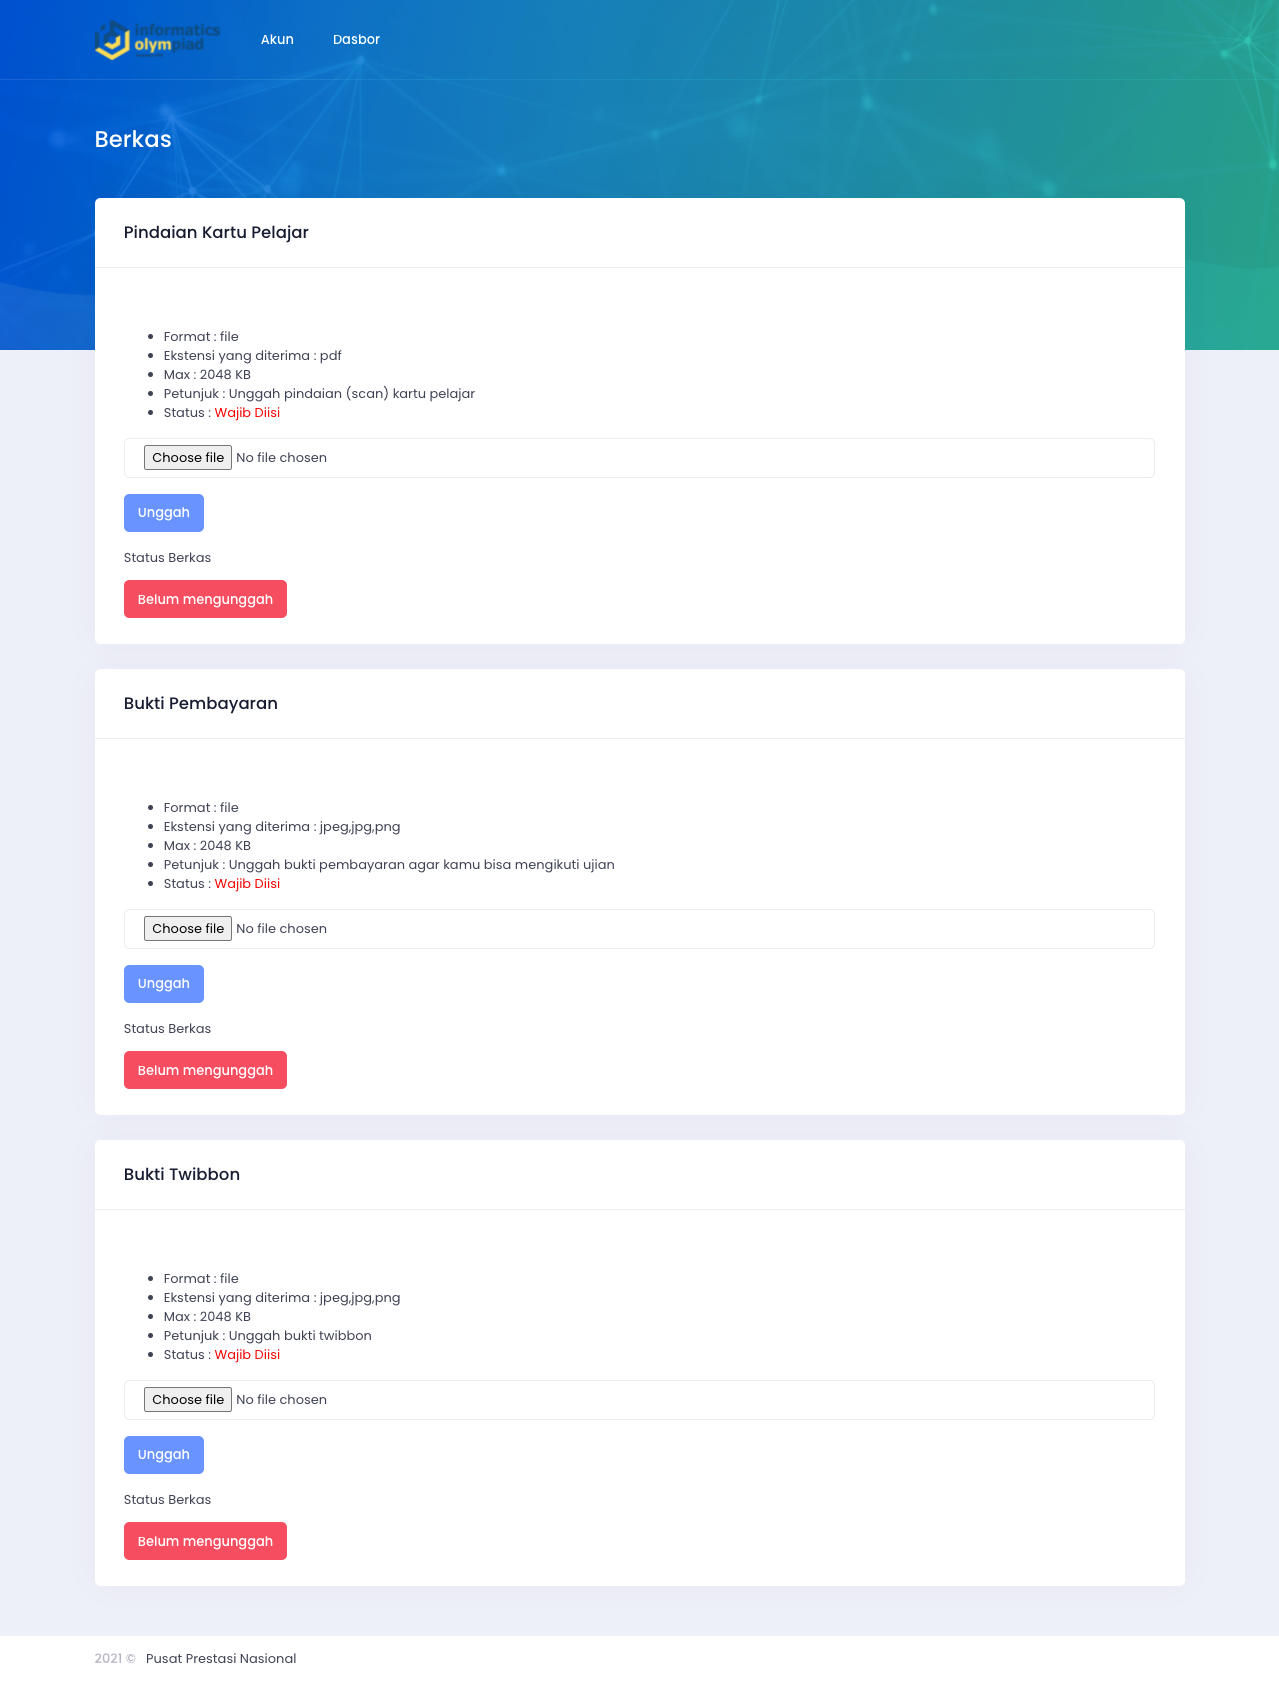 informatics
olympiad
Akun
Dasbor
Berkas
Pindaian Kartu Pelajar
Format : file
Ekstensi yang diterima : pdf
Max : 2048 KB
Petunjuk : Unggah pindaian (scan) kartu pelajar
Status : Wajib Diisi
Choose file No file chosen
Unggah
Status Berkas
Belum mengunggah
Bukti Pembayaran
Format : file
Ekstensi yang diterima : jpeg,jpg,png
Max : 2048 KB
Petunjuk : Unggah bukti pembayaran agar kamu bisa mengikuti ujian
Status : Wajib Diisi
Choose file No file chosen
Unggah
Status Berkas
Belum mengunggah
Bukti Twibbon
Format : file
Ekstensi yang diterima : jpeg,jpg,png
Max : 2048 KB
Petunjuk : Unggah bukti twibbon
Status : Wajib Diisi
Choose file No file chosen
Unggah
Status Berkas
Belum mengunggah
2021 © Pusat Prestasi Nasional